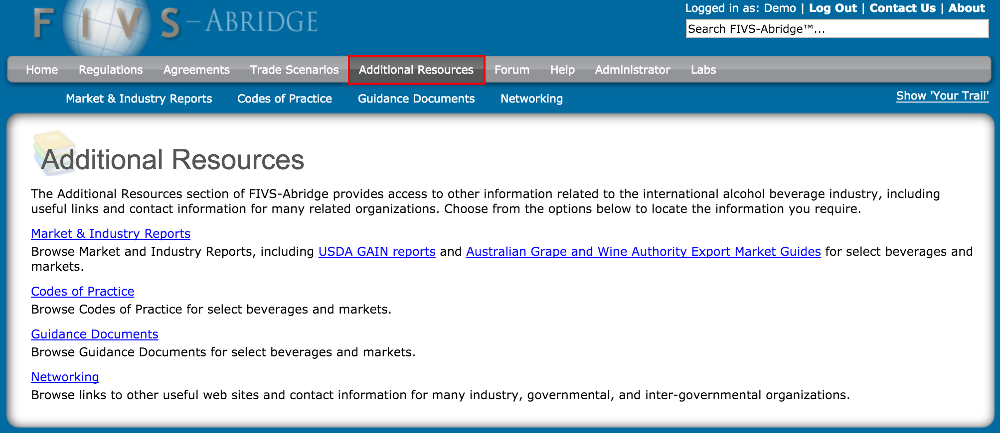 FIVS – ABRIDGE
Logged in as: Demo | Log Out | Contact Us | About
Search FIVS-Abridge™...
Home Regulations Agreements Trade Scenarios Additional Resources Forum Help Administrator Labs
Market & Industry Reports Codes of Practice Guidance Documents Networking Show 'Your Trail'
Additional Resources
The Additional Resources section of FIVS-Abridge provides access to other information related to the international alcohol beverage industry, including
useful links and contact information for many related organizations. Choose from the options below to locate the information you require.
Market & Industry Reports
Browse Market and Industry Reports, including USDA GAIN reports and Australian Grape and Wine Authority Export Market Guides for select beverages and
markets.
Codes of Practice
Browse Codes of Practice for select beverages and markets.
Guidance Documents
Browse Guidance Documents for select beverages and markets.
Networking
Browse links to other useful web sites and contact information for many industry, governmental, and inter-governmental organizations.